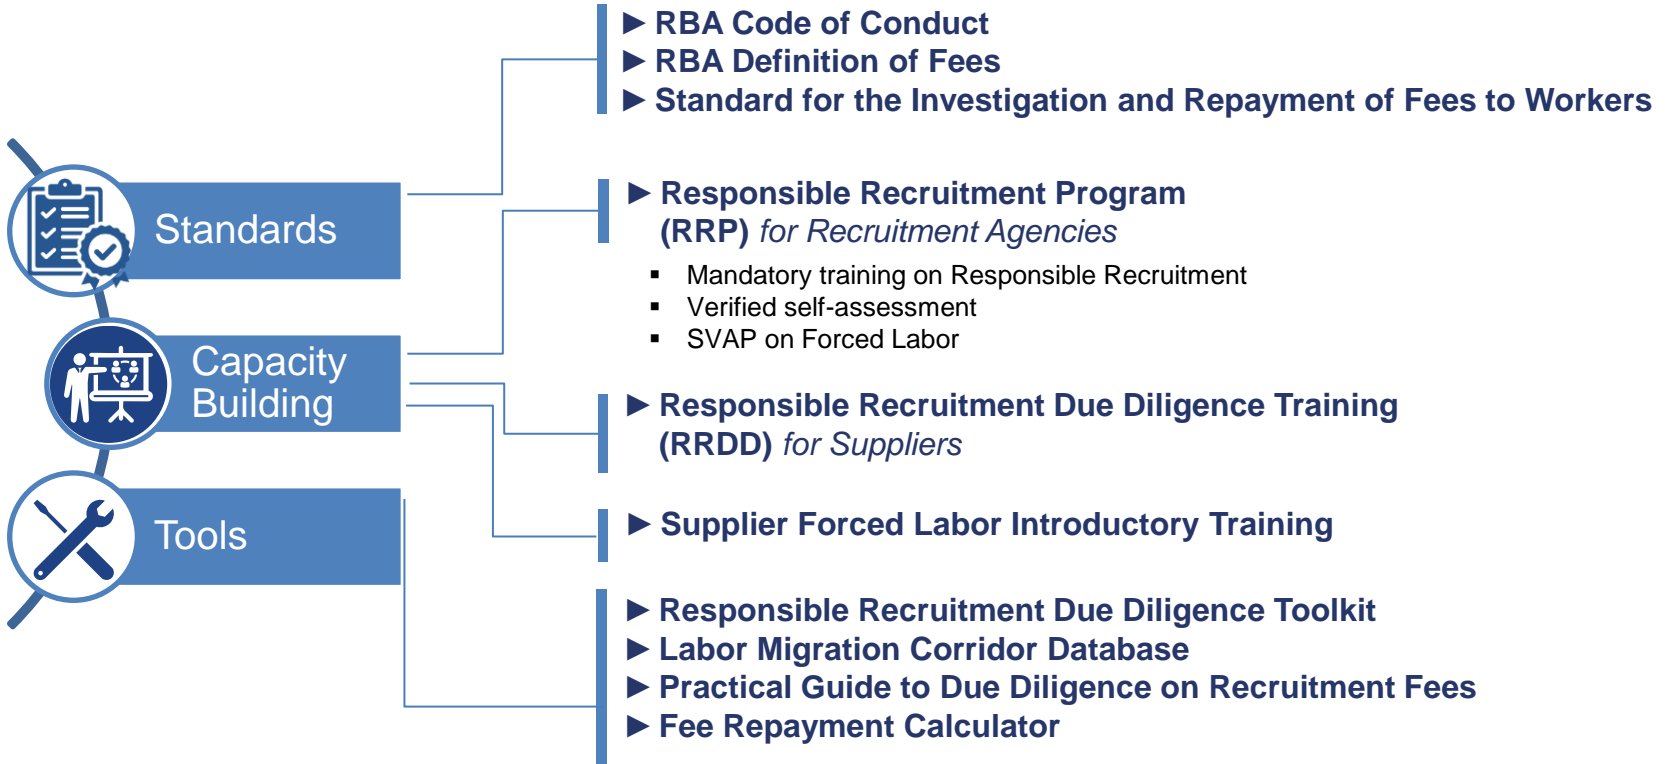 ► RBA Code of Conduct
► RBA Definition of Fees
► Standard for the Investigation and Repayment of Fees to Workers
Standards
► Responsible Recruitment Program
(RRP) for Recruitment Agencies
▪ Mandatory training on Responsible Recruitment
▪ Verified self-assessment
▪ SVAP on Forced Labor
Capacity
Building
► Responsible Recruitment Due Diligence Training
(RRDD) for Suppliers
► Supplier Forced Labor Introductory Training
Tools
► Responsible Recruitment Due Diligence Toolkit
► Labor Migration Corridor Database
► Practical Guide to Due Diligence on Recruitment Fees
► Fee Repayment Calculator